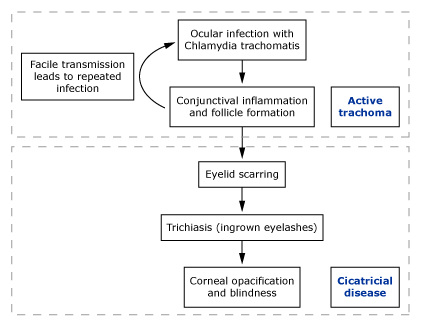 Ocular infection with
Chlamydia trachomatis
Facile transmission
leads to repeated
infection
Conjunctival inflammation
and follicle formation
Active
trachoma
Eyelid scarring
Trichiasis (ingrown eyelashes)
Corneal opacification
and blindness
Cicatricial
disease